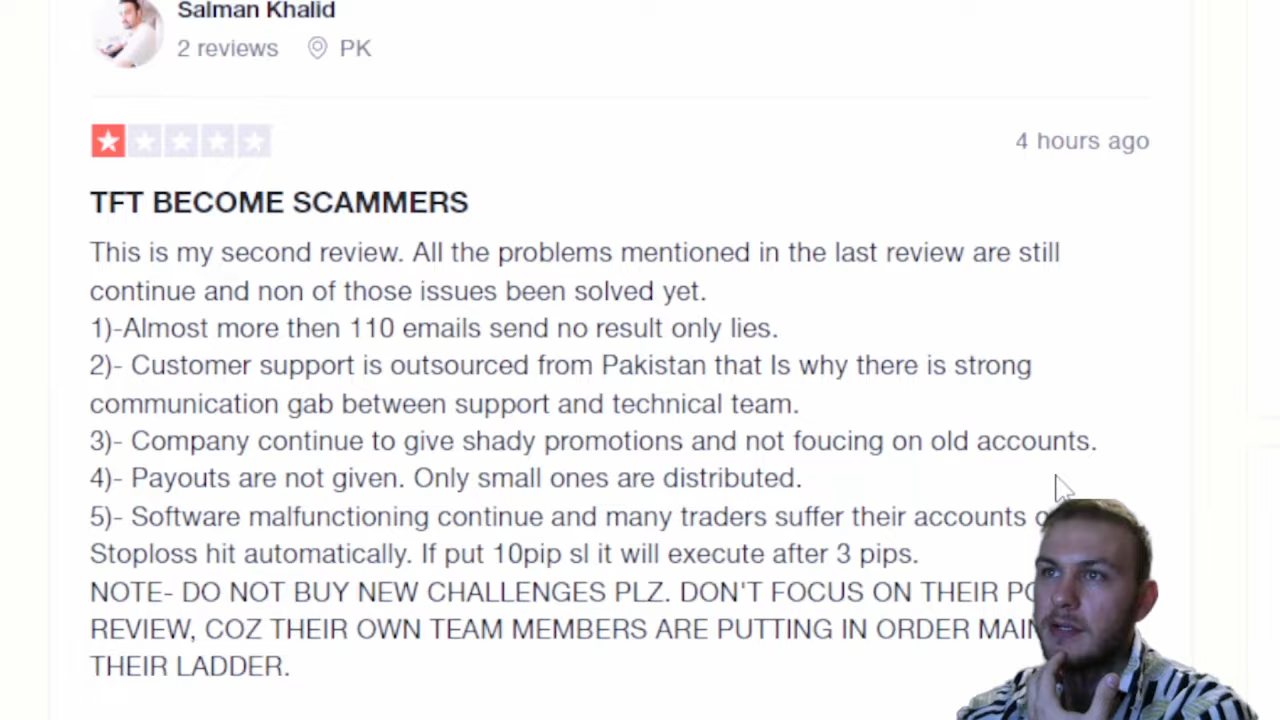 Salman Khalid
2 reviews PK
4 hours ago
TFT BECOME SCAMMERS
This is my second review. All the problems mentioned in the last review are still
continue and non of those issues been solved yet.
1)-Almost more then 110 emails send no result only lies.
2)- Customer support is outsourced from Pakistan that Is why there is strong
communication gab between support and technical team.
3)- Company continue to give shady promotions and not foucing on old accounts.
4)- Payouts are not given. Only small ones are distributed.
5)- Software malfunctioning continue and many traders suffer their accounts
Stoploss hit automatically. If put 10pip sl it will execute after 3 pips.
NOTE- DO NOT BUY NEW CHALLENGES PLZ. DON'T FOCUS ON THEIR
REVIEW, COZ THEIR OWN TEAM MEMBERS ARE PUTTING IN ORDER
THEIR LADDER.